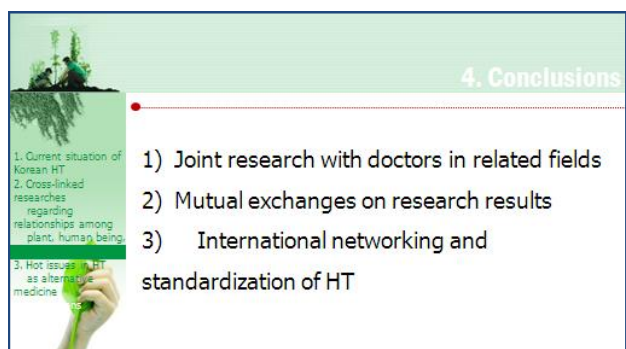 4. Conclusions
1. Current situation of
Korean HT
2. Cross-linked
researches
regarding
relationships among
plant, human being,
3. Hot issues in HT
as alternative
medicine
1) Joint research with doctors in related fields
2) Mutual exchanges on research results
3) International networking and
standardization of HT